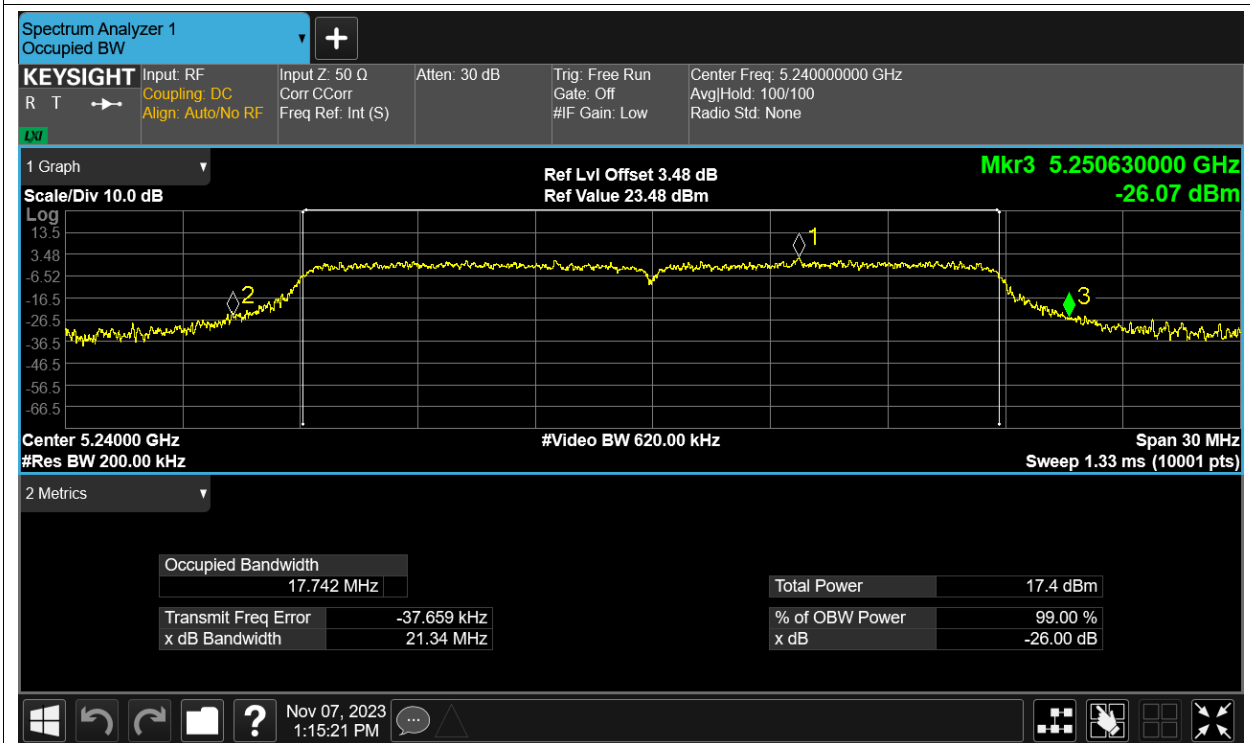 Spectrum Analyzer 1
Occupied BW
KEYSIGHT
R T
LXI
Input: RF
Coupling: DC
Align: Auto/No RF
Input Z: 50 Ω
Corr CCorr
Freq Ref: Int (S)
Atten: 30 dB
Trig: Free Run
Gate: Off
#IF Gain: Low
Center Freq: 5.240000000 GHz
Avg|Hold: 100/100
Radio Std: None
1 Graph
Scale/Div 10.0 dB
Ref Lvl Offset 3.48 dB
Ref Value 23.48 dBm
Mkr3 5.250630000 GHz
-26.07 dBm
Log
13.5
3.48
-6.52
-16.5
-26.5
-36.5
-46.5
-56.5
-66.5
1
2
3
Center 5.24000 GHz
#Res BW 200.00 kHz
#Video BW 620.00 kHz
Span 30 MHz
Sweep 1.33 ms (10001 pts)
2 Metrics
Occupied Bandwidth
17.742 MHz
Transmit Freq Error -37.659 kHz
x dB Bandwidth 21.34 MHz
Total Power 17.4 dBm
% of OBW Power 99.00 %
x dB -26.00 dB
?
Nov 07, 2023
1:15:21 PM